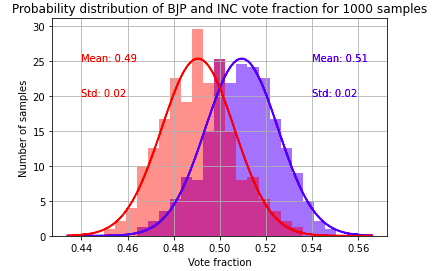 Probability distribution of BJP and INC vote fraction for 1000 samples
Number of samples
30
25
20
15
10
5
0
Mean: 0.49
Std: 0.02
Mean: 0.51
Std: 0.02
0.44 0.46 0.48 0.50 0.52 0.54 0.56
Vote fraction